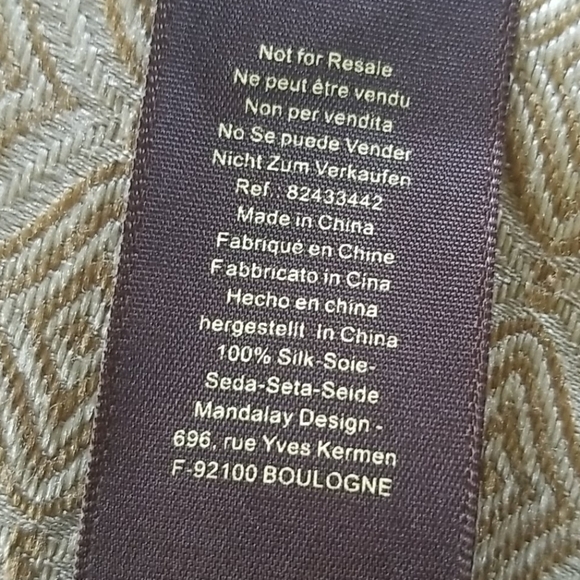 Not for Resale
Ne peut être vendu
Non per vendita
No Se puede Vender
Nicht Zum Verkaufen
Ref. 82433442
Made in China
Fabriqué en Chine
Fabbricato in Cina
Hecho en china
hergestellt In China
100% Silk-Soie-
Seda-Seta-Seide
Mandalay Design -
696, rue Yves Kermen
F-92100 BOULOGNE